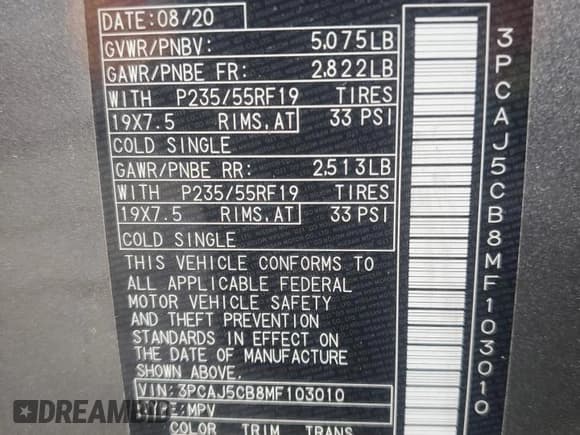 DATE:08/20
GVWR/PNBV: 5,075LB
GAWR/PNBE FR: 2,822LB
WITH P235/55RF19 TIRES
19X7.5 RIMS,AT 33 PSI
COLD SINGLE
GAWR/PNBE RR: 2,513LB
WITH P235/55RF19 TIRES
19X7.5 RIMS,AT 33 PSI
COLD SINGLE
THIS VEHICLE CONFORMS TO
ALL APPLICABLE FEDERAL
MOTOR VEHICLE SAFETY
AND THEFT PREVENTION
STANDARDS IN EFFECT ON
THE DATE OF MANUFACTURE
SHOWN ABOVE.
VIN:3PCAJ5CB8MF103010
MPV
COLOR TRIM TRANS
3PCAJ5CB8MF103010
DREAMBID